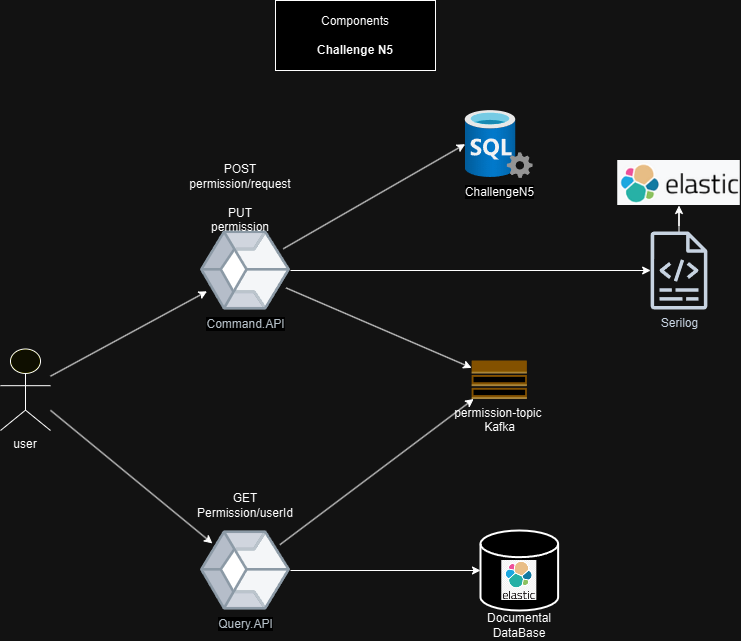 Components
Challenge N5
SQL
ChallengeN5
elastic
POST
permission/request
PUT
permission
Command.API
Serilog
user
permission-topic
Kafka
GET
Permission/userId
Query.API
elastic
Documental
DataBase